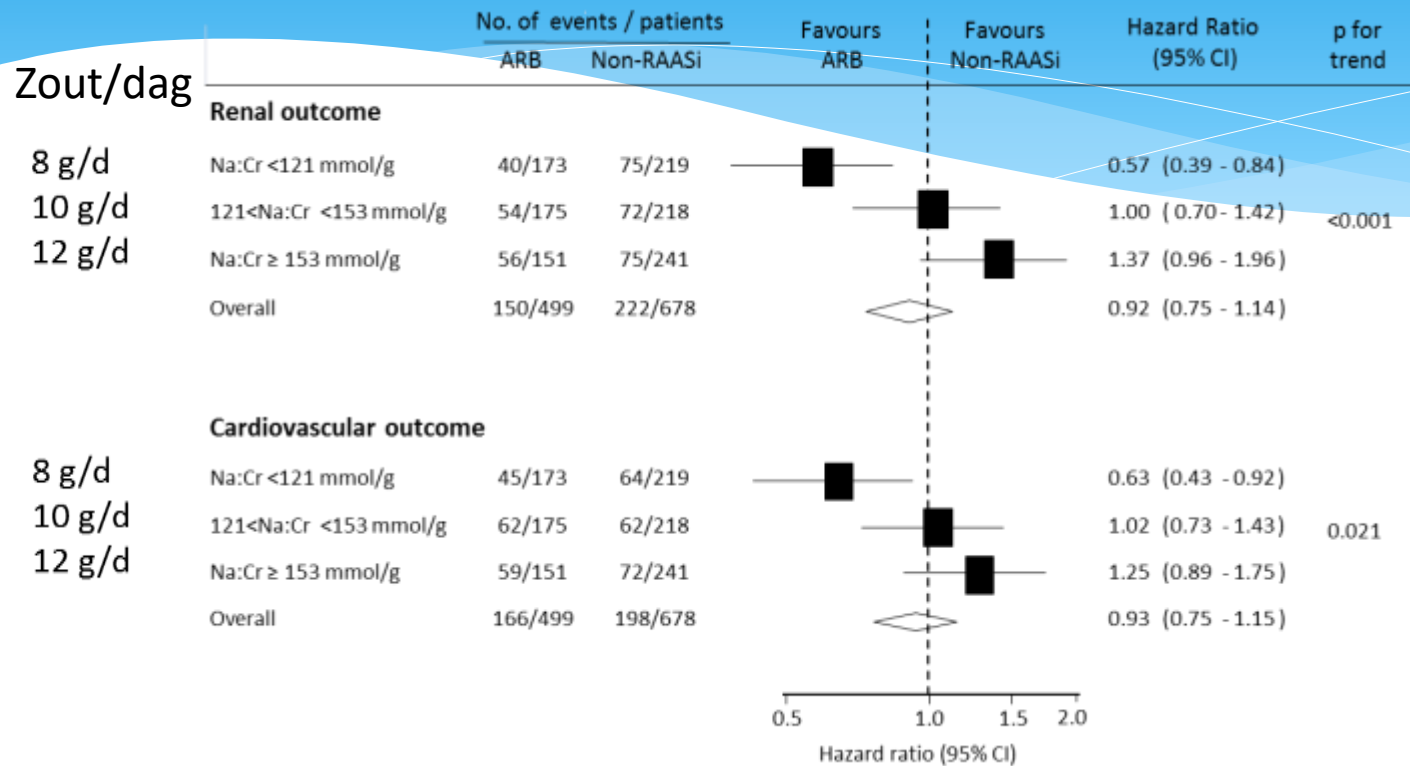 No. of events / patients Favours Favours Hazard Ratio p for
ARB Non-RAASi ARB Non-RAASi (95% CI) trend
Zout/dag
Renal outcome
8 g/d Na:Cr <121 mmol/g 40/173 75/219 0.57 (0.39 - 0.84)
10 g/d 121<Na:Cr <153 mmol/g 54/175 72/218 1.00 ( 0.70 - 1.42) <0.001
12 g/d Na:Cr ≥ 153 mmol/g 56/151 75/241 1.37 (0.96 - 1.96)
Overall 150/499 222/678 0.92 (0.75 - 1.14)
Cardiovascular outcome
8 g/d Na:Cr <121 mmol/g 45/173 64/219 0.63 (0.43 - 0.92)
10 g/d 121<Na:Cr <153 mmol/g 62/175 62/218 1.02 (0.73 - 1.43) 0.021
12 g/d Na:Cr ≥ 153 mmol/g 59/151 72/241 1.25 (0.89 - 1.75)
Overall 166/499 198/678 0.93 (0.75 - 1.15)
0.5 1.0 1.5 2.0
Hazard ratio (95% CI)